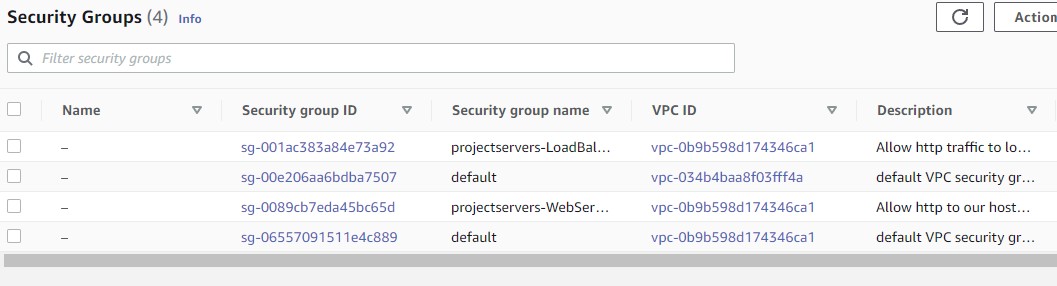 Security Groups (4) Info
Action
Filter security groups
Name Security group ID Security group name VPC ID Description
– sg-001ac383a84e73a92 projectservers-LoadBal... vpc-0b9b598d174346ca1 Allow http traffic to lo...
– sg-00e206aa6bdba7507 default vpc-034b4baa8f03fff4a default VPC security gr...
– sg-0089cb7eda45bc65d projectservers-WebSer... vpc-0b9b598d174346ca1 Allow http to our host...
– sg-06557091511e4c889 default vpc-0b9b598d174346ca1 default VPC security gr...